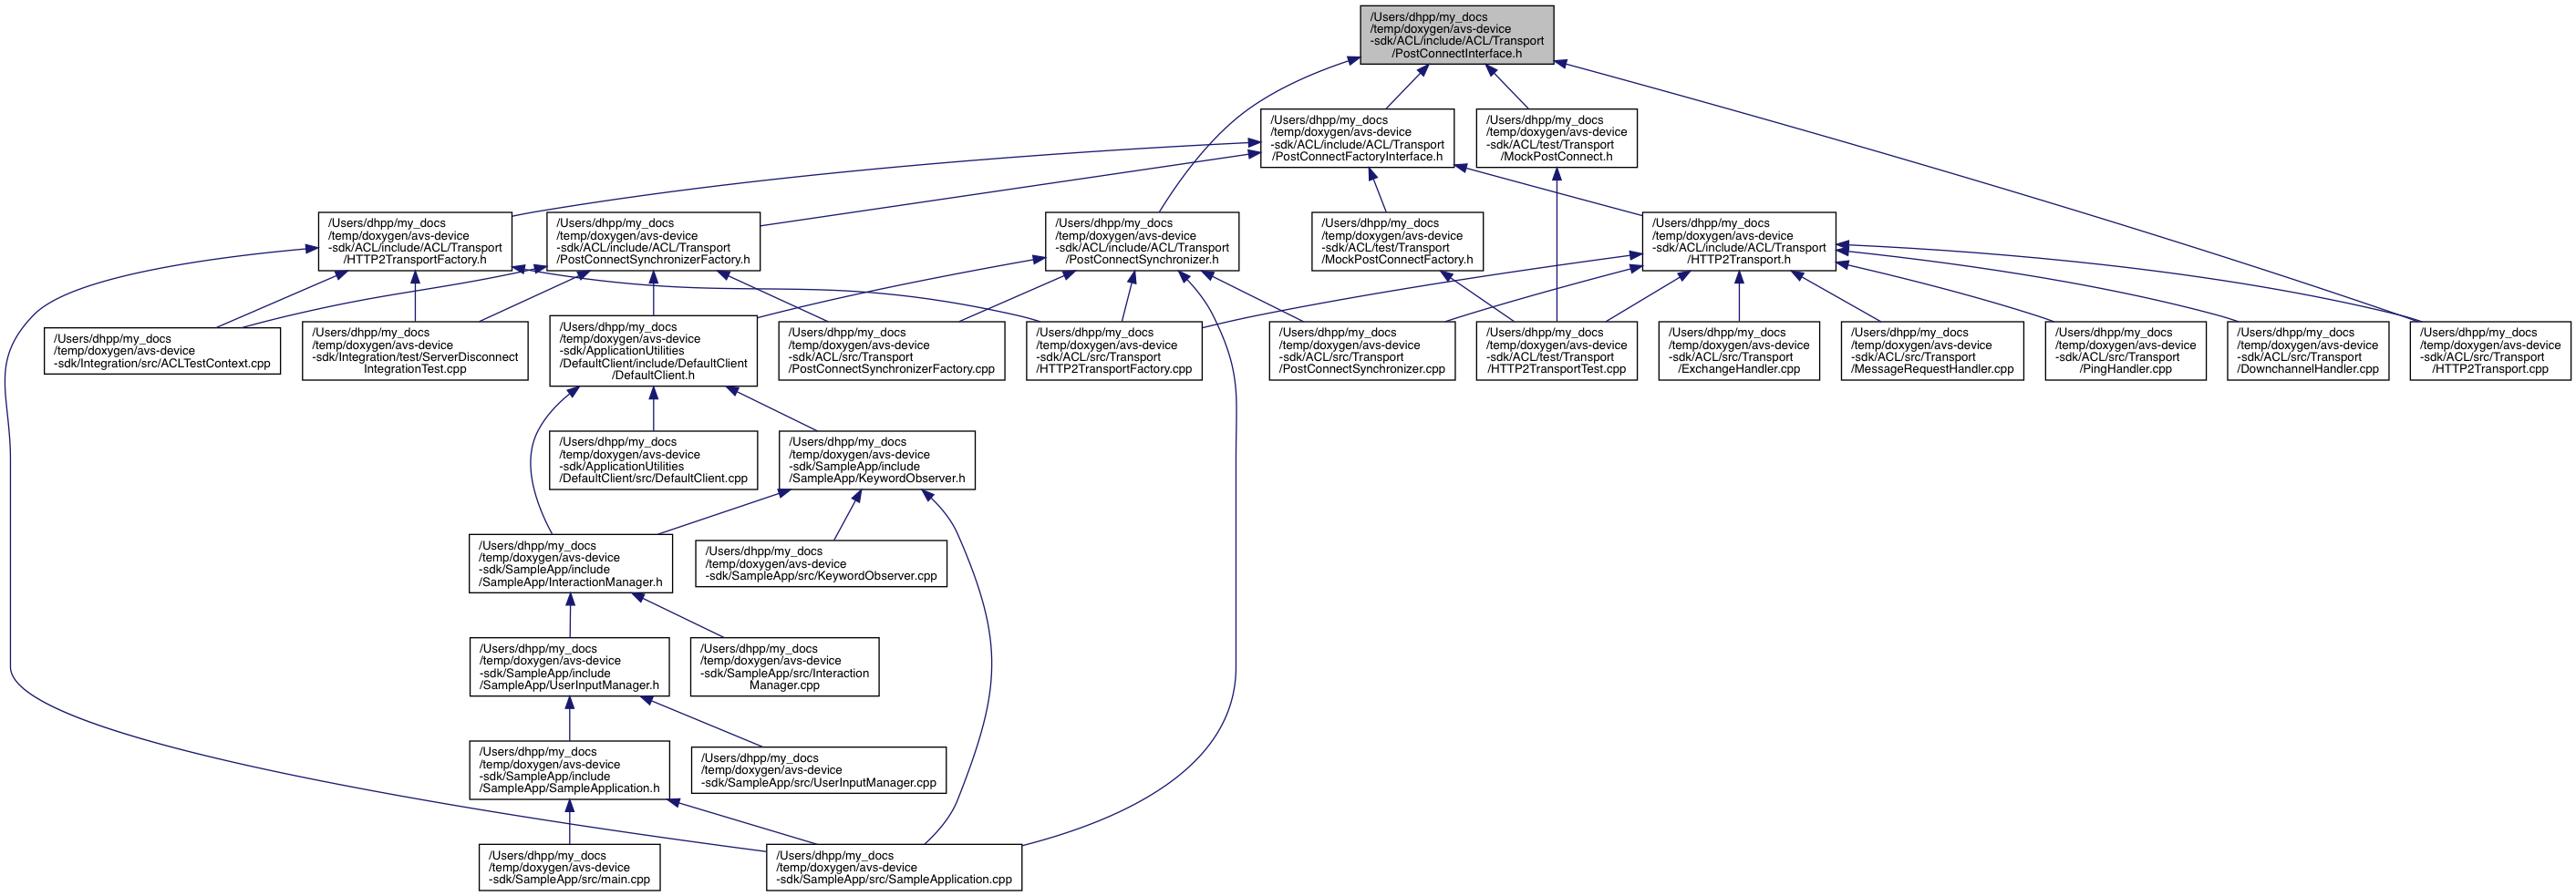 /Users/dhpp/my_docs
/temp/doxygen/avs-device
-sdk/ACL/include/ACL/Transport
/PostConnectInterface.h
/Users/dhpp/my_docs
/temp/doxygen/avs-device
-sdk/ACL/include/ACL/Transport
/PostConnectFactoryInterface.h
/Users/dhpp/my_docs
/temp/doxygen/avs-device
-sdk/ACL/test/Transport
/MockPostConnect.h
/Users/dhpp/my_docs
/temp/doxygen/avs-device
-sdk/ACL/include/ACL/Transport
/HTTP2TransportFactory.h
/Users/dhpp/my_docs
/temp/doxygen/avs-device
-sdk/ACL/include/ACL/Transport
/PostConnectSynchronizerFactory.h
/Users/dhpp/my_docs
/temp/doxygen/avs-device
-sdk/ACL/include/ACL/Transport
/PostConnectSynchronizer.h
/Users/dhpp/my_docs
/temp/doxygen/avs-device
-sdk/ACL/test/Transport
/MockPostConnectFactory.h
/Users/dhpp/my_docs
/temp/doxygen/avs-device
-sdk/ACL/include/ACL/Transport
/HTTP2Transport.h
/Users/dhpp/my_docs
/temp/doxygen/avs-device
-sdk/Integration/src/ACLTestContext.cpp
/Users/dhpp/my_docs
/temp/doxygen/avs-device
-sdk/Integration/test/ServerDisconnect
IntegrationTest.cpp
/Users/dhpp/my_docs
/temp/doxygen/avs-device
-sdk/ApplicationUtilities
/DefaultClient/include/DefaultClient
/DefaultClient.h
/Users/dhpp/my_docs
/temp/doxygen/avs-device
-sdk/ACL/src/Transport
/PostConnectSynchronizerFactory.cpp
/Users/dhpp/my_docs
/temp/doxygen/avs-device
-sdk/ACL/src/Transport
/HTTP2TransportFactory.cpp
/Users/dhpp/my_docs
/temp/doxygen/avs-device
-sdk/ACL/src/Transport
/PostConnectSynchronizer.cpp
/Users/dhpp/my_docs
/temp/doxygen/avs-device
-sdk/ACL/test/Transport
/HTTP2TransportTest.cpp
/Users/dhpp/my_docs
/temp/doxygen/avs-device
-sdk/ACL/src/Transport
/ExchangeHandler.cpp
/Users/dhpp/my_docs
/temp/doxygen/avs-device
-sdk/ACL/src/Transport
/MessageRequestHandler.cpp
/Users/dhpp/my_docs
/temp/doxygen/avs-device
-sdk/ACL/src/Transport
/PingHandler.cpp
/Users/dhpp/my_docs
/temp/doxygen/avs-device
-sdk/ACL/src/Transport
/DownchannelHandler.cpp
/Users/dhpp/my_docs
/temp/doxygen/avs-device
-sdk/ACL/src/Transport
/HTTP2Transport.cpp
/Users/dhpp/my_docs
/temp/doxygen/avs-device
-sdk/ApplicationUtilities
/DefaultClient/src/DefaultClient.cpp
/Users/dhpp/my_docs
/temp/doxygen/avs-device
-sdk/SampleApp/include
/SampleApp/KeywordObserver.h
/Users/dhpp/my_docs
/temp/doxygen/avs-device
-sdk/SampleApp/include
/SampleApp/InteractionManager.h
/Users/dhpp/my_docs
/temp/doxygen/avs-device
-sdk/SampleApp/src/KeywordObserver.cpp
/Users/dhpp/my_docs
/temp/doxygen/avs-device
-sdk/SampleApp/include
/SampleApp/UserInputManager.h
/Users/dhpp/my_docs
/temp/doxygen/avs-device
-sdk/SampleApp/src/Interaction
Manager.cpp
/Users/dhpp/my_docs
/temp/doxygen/avs-device
-sdk/SampleApp/include
/SampleApp/SampleApplication.h
/Users/dhpp/my_docs
/temp/doxygen/avs-device
-sdk/SampleApp/src/UserInputManager.cpp
/Users/dhpp/my_docs
/temp/doxygen/avs-device
-sdk/SampleApp/src/main.cpp
/Users/dhpp/my_docs
/temp/doxygen/avs-device
-sdk/SampleApp/src/SampleApplication.cpp